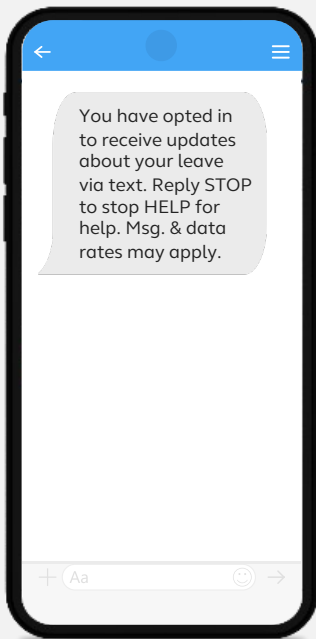 You have opted in
to receive updates
about your leave
via text. Reply STOP
to stop HELP for
help. Msg. & data
rates may apply.
Aa